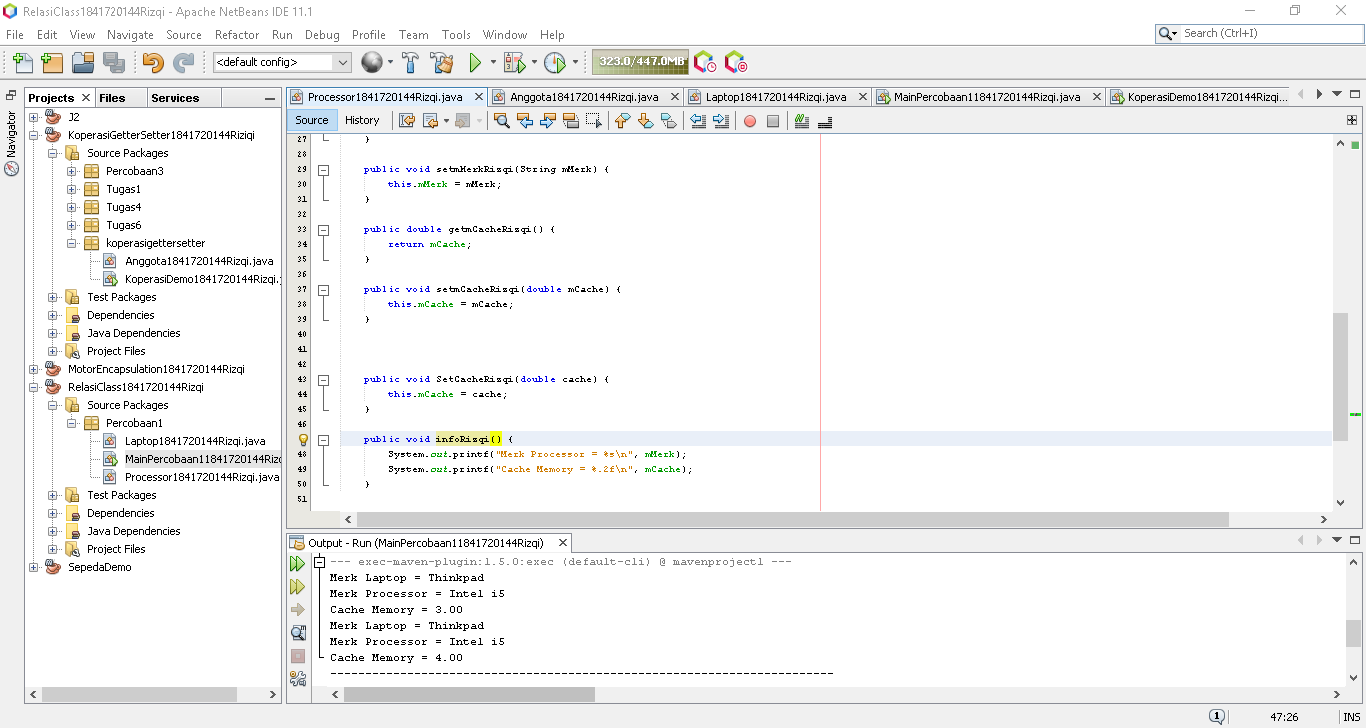 RelasiClass1841720144Rizqi - Apache NetBeans IDE 11.1
File Edit View Navigate Source Refactor Run Debug Profile Team Tools Window Help
Search (Ctrl+I)
<default config>
323.0/447.0MB
Navigator
Projects Files Services
J2
KoperasiGetterSetter1841720144Riziqi
Source Packages
Percobaan3
Tugas1
Tugas4
Tugas6
koperasigettersetter
Anggota1841720144Rizqi.java
KoperasiDemo1841720144Rizqi.j
Test Packages
Dependencies
Java Dependencies
Project Files
MotorEncapsulation1841720144Rizqi
RelasiClass1841720144Rizqi
Source Packages
Percobaan1
Laptop1841720144Rizqi.java
MainPercobaan11841720144Rizq
Processor1841720144Rizqi.java
Test Packages
Dependencies
Java Dependencies
Project Files
SepedaDemo
Processor1841720144Rizqi.java Anggota1841720144Rizqi.java Laptop1841720144Rizqi.java MainPercobaan11841720144Rizqi.java KoperasiDemo1841720144Rizqi...
Source History
27 }
28
29 public void setmMerkRizqi(String mMerk) {
30 this.mMerk = mMerk;
31 }
32
33 public double getmCacheRizqi() {
34 return mCache;
35 }
36
37 public void setmCacheRizqi(double mCache) {
38 this.mCache = mCache;
39 }
40
41
42
43 public void SetCacheRizqi(double cache) {
44 this.mCache = cache;
45 }
46
public void infoRizqi() {
48 System.out.printf("Merk Processor = %s\n", mMerk);
49 System.out.printf("Cache Memory = %.2f\n", mCache);
50 }
51
Output - Run (MainPercobaan11841720144Rizqi)
--- exec-maven-plugin:1.5.0:exec (default-cli) @ mavenproject1 ---
Merk Laptop = Thinkpad
Merk Processor = Intel i5
Cache Memory = 3.00
Merk Laptop = Thinkpad
Merk Processor = Intel i5
Cache Memory = 4.00
------------------------------------------------------------------------
1 47:26 INS